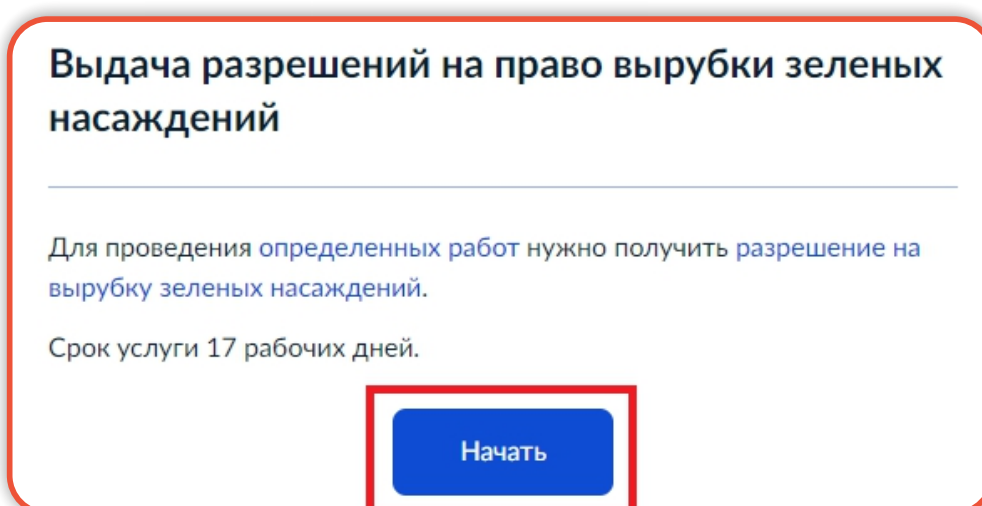 Выдача разрешений на право вырубки зеленых
насаждений
Для проведения определенных работ нужно получить разрешение на
вырубку зеленых насаждений.
Срок услуги 17 рабочих дней.
Начать